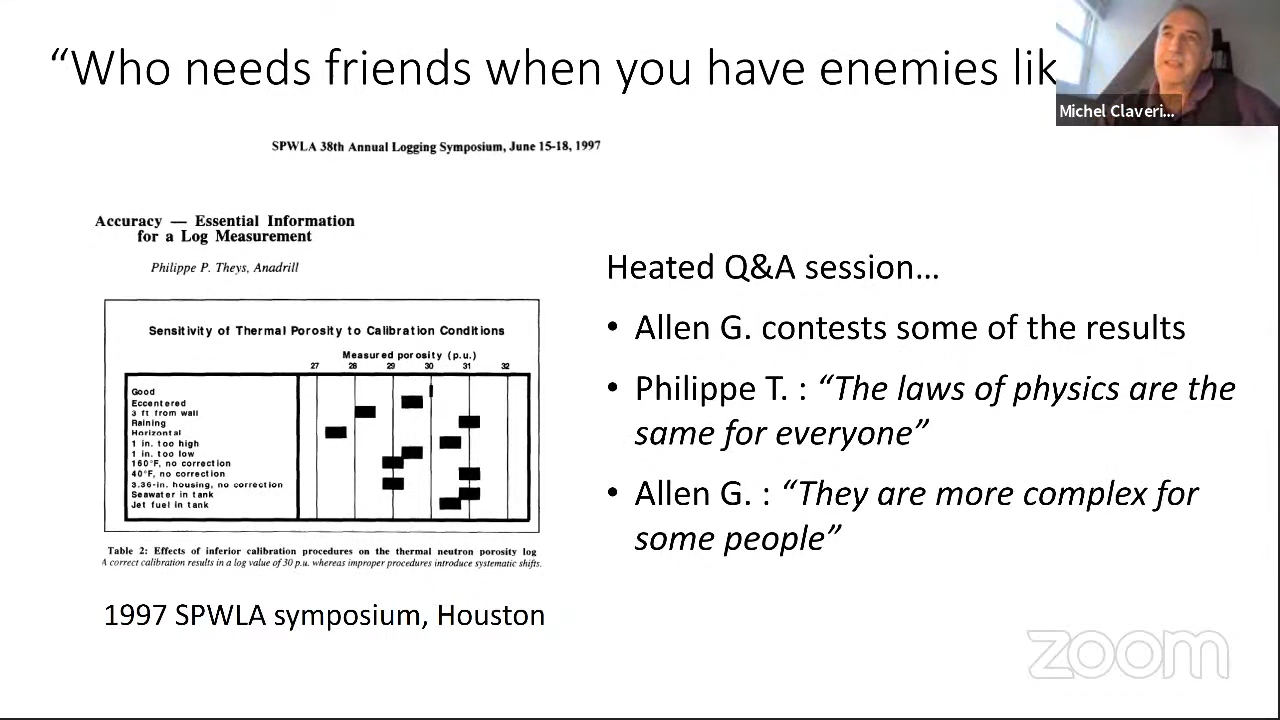 “Who needs friends when you have enemies lik
Michel Claveri...
SPWLA 38th Annual Logging Symposium, June 15-18, 1997
Accuracy — Essential Information
for a Log Measurement
Philippe P. Theys, Anadrill
Sensitivity of Thermal Porosity to Calibration Conditions
Measured porosity (p.u.)
27 28 29 30 31 32
Good
Eccentered
3 ft from wall
Raining
Horizontal
1 in. too high
1 in. too low
160°F, no correction
40°F, no correction
3.36-in. housing, no correction
Seawater in tank
Jet fuel in tank
Table 2: Effects of inferior calibration procedures on the thermal neutron porosity log
A correct calibration results in a log value of 30 p.u. whereas improper procedures introduce systematic shifts.
1997 SPWLA symposium, Houston
Heated Q&A session…
• Allen G. contests some of the results
• Philippe T. : “The laws of physics are the
same for everyone”
• Allen G. : “They are more complex for
some people”
zoom